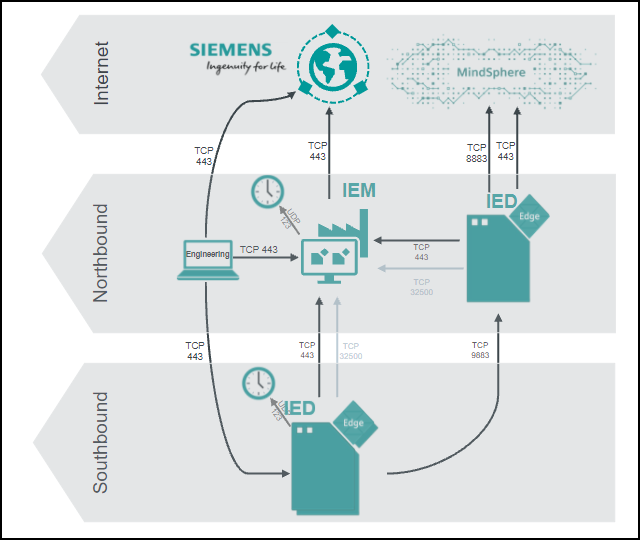 Internet
SIEMENS
Ingenuity for life
MindSphere
TCP
443
TCP
443
TCP
8883
TCP
443
Northbound
IEM
IED
Edge
UDP
123
Engineering
TCP 443
TCP
443
TCP
32500
TCP
443
TCP
443
TCP
32500
TCP
9883
Southbound
IED
Edge
123